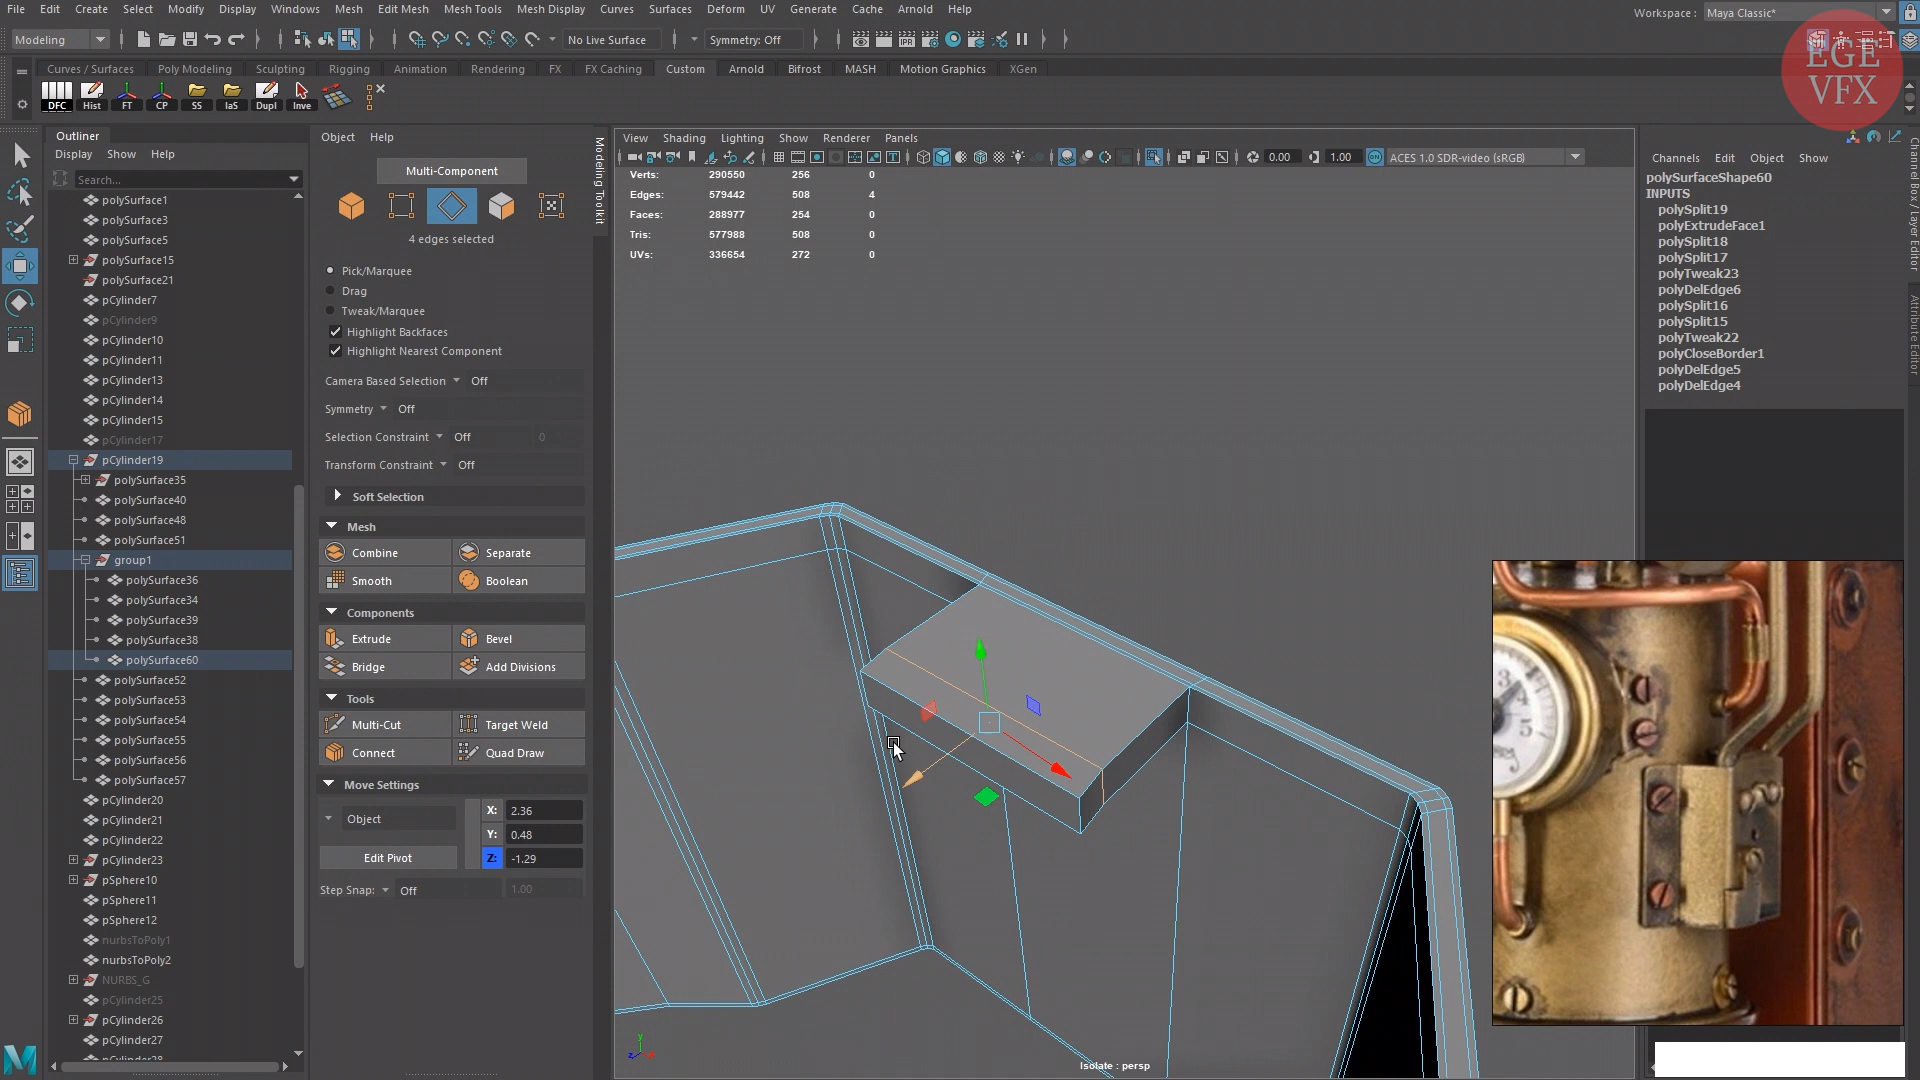 File Edit Create Select Modify Display Windows Mesh Edit Mesh Mesh Tools Mesh Display Curves Surfaces Deform UV Generate Cache Arnold Help
Workspace : Maya Classic*
Modeling
No Live Surface
Symmetry: Off
EGE
VFX
Curves / Surfaces Poly Modeling Sculpting Rigging Animation Rendering FX FX Caching Custom Arnold Bifrost MASH Motion Graphics XGen
DFC Hist FT CP SS IaS Dupl Inve
Outliner
Display Show Help
Search...
polySurface1
polySurface3
polySurface5
polySurface15
polySurface21
pCylinder7
pCylinder9
pCylinder10
pCylinder11
pCylinder13
pCylinder14
pCylinder15
pCylinder17
pCylinder19
polySurface35
polySurface40
polySurface48
polySurface51
group1
polySurface36
polySurface34
polySurface39
polySurface38
polySurface60
polySurface52
polySurface53
polySurface54
polySurface55
polySurface56
polySurface57
pCylinder20
pCylinder21
pCylinder22
pCylinder23
pSphere10
pSphere11
pSphere12
nurbsToPoly1
nurbsToPoly2
NURBS_G
pCylinder25
pCylinder26
pCylinder27
pCylinder28
Object Help
Modeling Toolkit
Multi-Component
4 edges selected
Pick/Marquee
Drag
Tweak/Marquee
Highlight Backfaces
Highlight Nearest Component
Camera Based Selection Off
Symmetry Off
Selection Constraint Off 0
Transform Constraint Off
Soft Selection
Mesh
Combine Separate
Smooth Boolean
Components
Extrude Bevel
Bridge Add Divisions
Tools
Multi-Cut Target Weld
Connect Quad Draw
Move Settings
Object
X: 2.36
Y: 0.48
Edit Pivot
Z: -1.29
Step Snap: Off 1.00
View Shading Lighting Show Renderer Panels
0.00 1.00 ON ACES 1.0 SDR-video (sRGB)
Verts: 290550 256 0
Edges: 579442 508 4
Faces: 288977 254 0
Tris: 577988 508 0
UVs: 336654 272 0
y
z
x
Isolate : persp
3
4
5
Channels Edit Object Show
polySurfaceShape60
INPUTS
polySplit19
polyExtrudeFace1
polySplit18
polySplit17
polyTweak23
polyDelEdge6
polySplit16
polySplit15
polyTweak22
polyCloseBorder1
polyDelEdge5
polyDelEdge4
Channel Box / Layer Editor
Attribute Editor